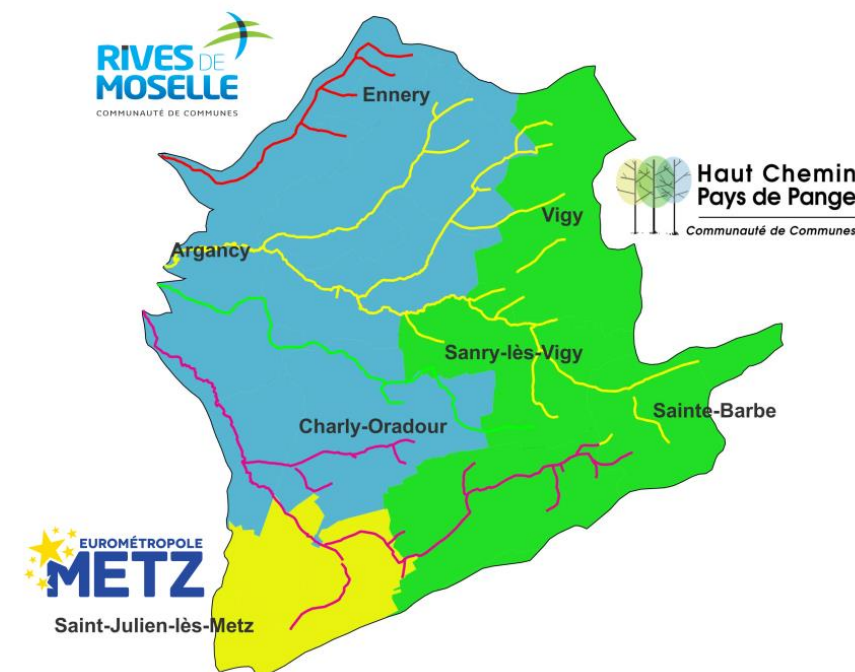 RIVES DE
MOSELLE
COMMUNAUTÉ DE COMMUNES
Ennery
Haut Chemin
Pays de Pange
Communauté de Communes
Vigy
Argancy
Sanry-lès-Vigy
Sainte-Barbe
Charly-Oradour
EUROMÉTROPOLE
METZ
Saint-Julien-lès-Metz